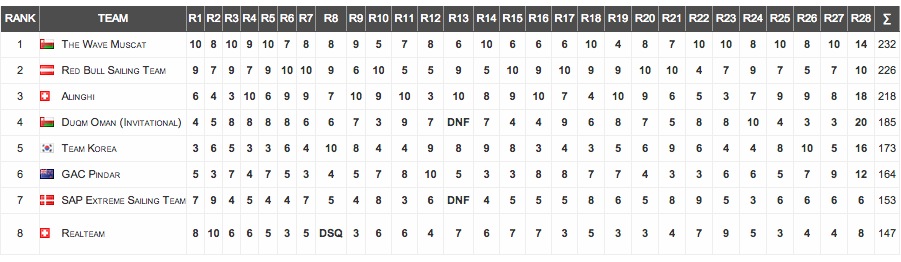 RANK TEAM R1 R2 R3 R4 R5 R6 R7 R8 R9 R10 R11 R12 R13 R14 R15 R16 R17 R18 R19 R20 R21 R22 R23 R24 R25 R26 R27 R28 Σ
1 THE WAVE MUSCAT 10 8 10 9 10 7 8 8 9 5 7 8 6 10 6 6 6 10 4 8 7 10 10 8 10 8 10 14 232
2 RED BULL SAILING TEAM 9 7 9 7 9 10 10 9 6 10 5 5 9 5 10 9 10 9 9 10 10 4 7 9 7 5 7 10 226
3 ALINGHI 6 4 3 10 6 9 9 7 10 9 10 3 10 8 9 10 7 4 10 9 6 5 3 7 9 9 8 18 218
4 DUQM OMAN (INVITATIONAL) 4 5 8 8 8 8 6 6 7 3 9 7 DNF 7 4 4 9 6 8 7 5 8 8 10 4 3 3 20 185
5 TEAM KOREA 3 6 5 3 3 6 4 10 8 4 4 9 8 9 8 3 4 3 5 6 9 6 4 4 8 10 5 16 173
6 GAC PINDAR 5 3 7 4 7 5 3 4 5 7 8 10 5 3 3 8 8 7 7 4 3 3 6 6 5 7 9 12 164
7 SAP EXTREME SAILING TEAM 7 9 4 5 4 4 7 5 4 8 3 6 DNF 4 5 5 5 8 6 5 8 9 5 3 6 6 6 6 153
8 REALTEAM 8 10 6 6 5 3 5 DSQ 3 6 6 4 7 6 7 7 3 5 3 3 4 7 9 5 3 4 4 8 147